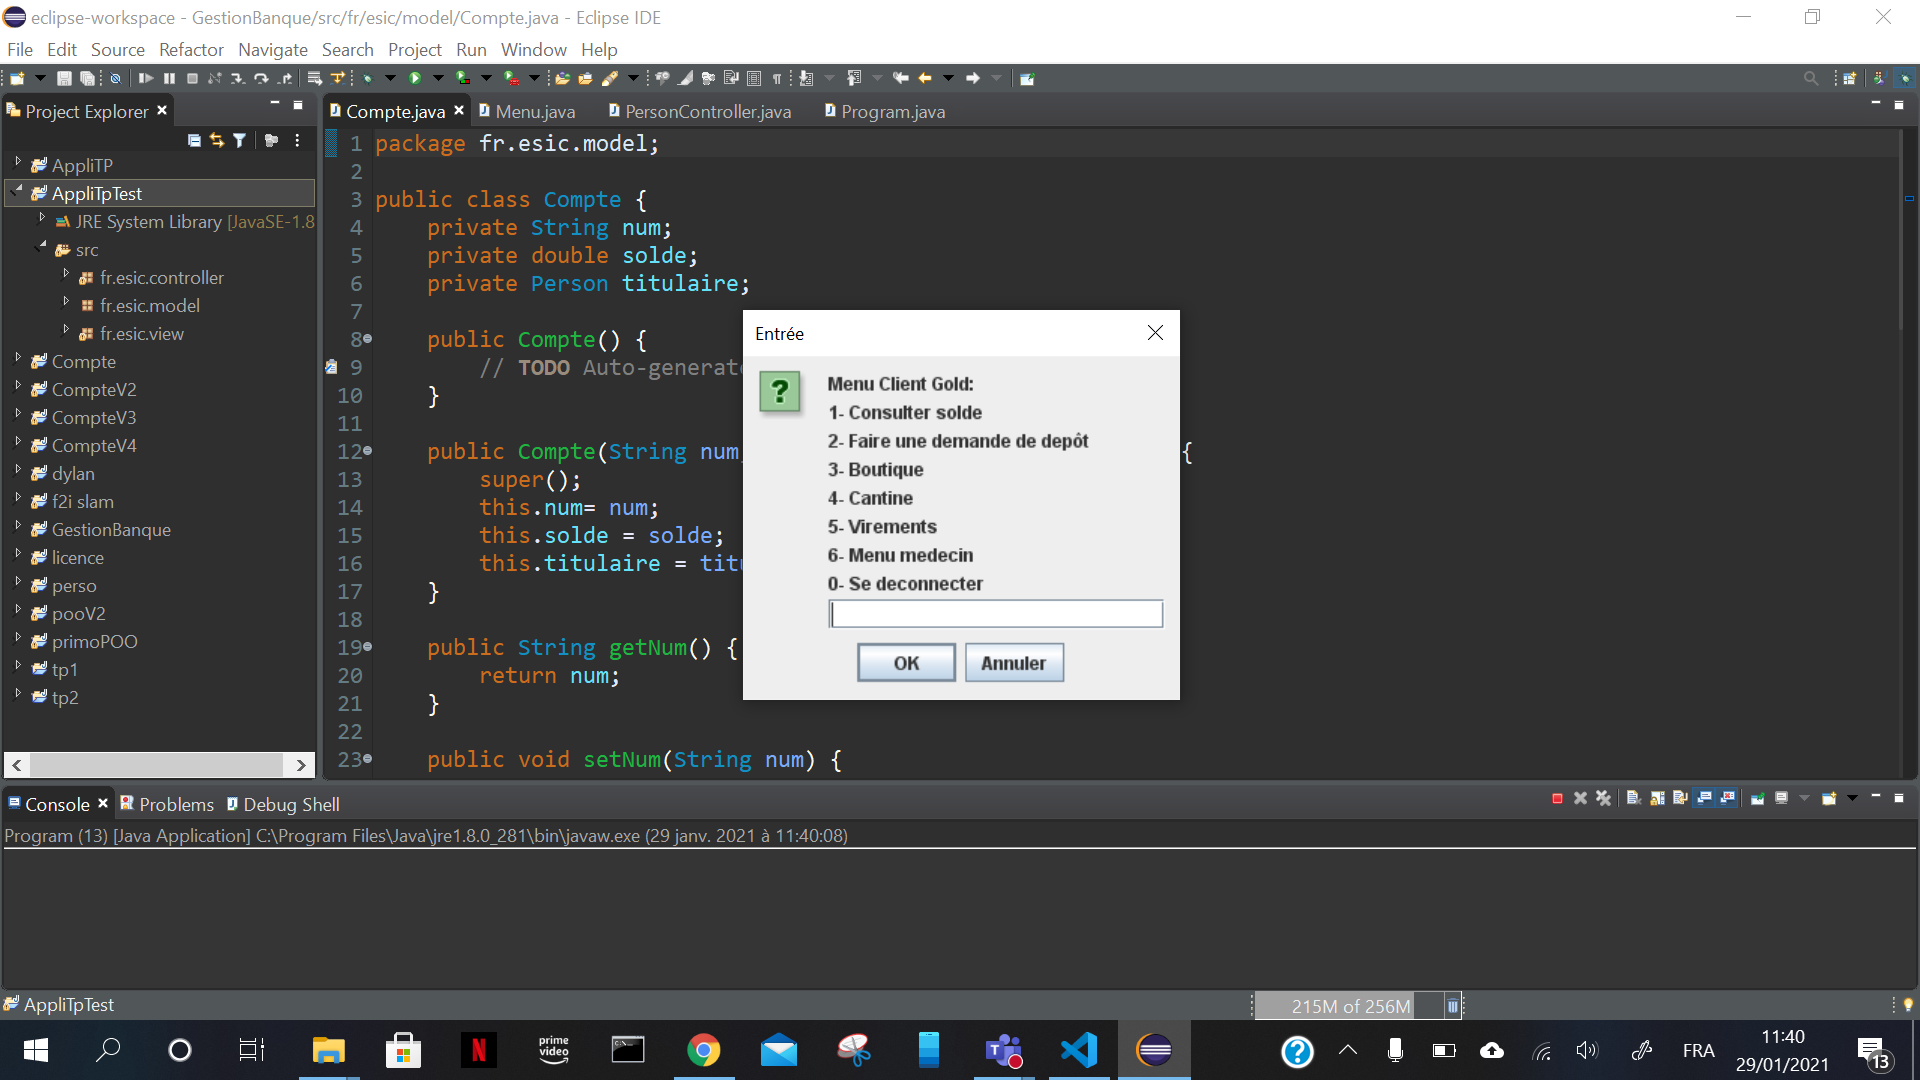 eclipse-workspace - GestionBanque/src/fr/esic/model/Compte.java - Eclipse IDE
File Edit Source Refactor Navigate Search Project Run Window Help
Project Explorer
Compte.java Menu.java PersonController.java Program.java
AppliTP
AppliTpTest
JRE System Library [JavaSE-1.8
src
fr.esic.controller
fr.esic.model
fr.esic.view
Compte
CompteV2
CompteV3
CompteV4
dylan
f2i slam
GestionBanque
licence
perso
pooV2
primoPOO
tp1
tp2
1 package fr.esic.model;
2
3 public class Compte {
4 private String num;
5 private double solde;
6 private Person titulaire;
7
8 public Compte() {
9 // TODO Auto-generat
10 }
11
12 public Compte(String num, {
13 super();
14 this.num= num;
15 this.solde = solde;
16 this.titulaire = titu
17 }
18
19 public String getNum() {
20 return num;
21 }
22
23 public void setNum(String num) {
Entrée
Menu Client Gold:
1- Consulter solde
2- Faire une demande de depôt
3- Boutique
4- Cantine
5- Virements
6- Menu medecin
0- Se deconnecter
OK Annuler
Console Problems Debug Shell
Program (13) [Java Application] C:\Program Files\Java\jre1.8.0_281\bin\javaw.exe (29 janv. 2021 à 11:40:08)
AppliTpTest
215M of 256M
prime
video
FRA
11:40
29/01/2021
13